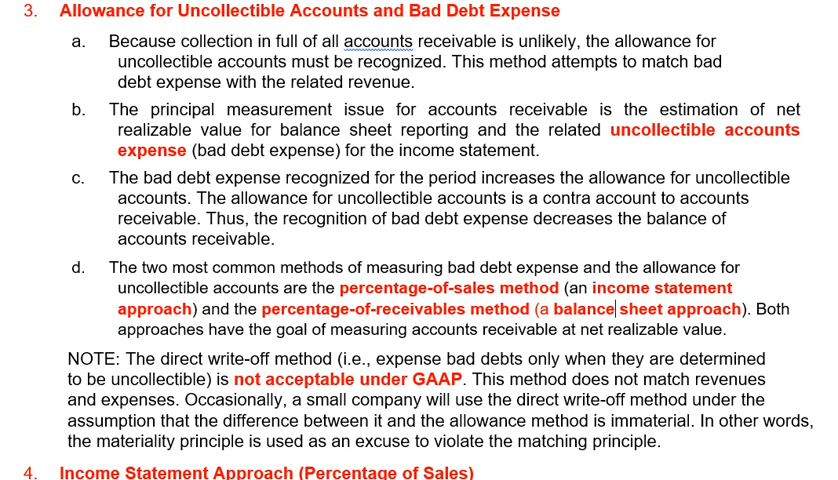 3. Allowance for Uncollectible Accounts and Bad Debt Expense
a. Because collection in full of all accounts receivable is unlikely, the allowance for
uncollectible accounts must be recognized. This method attempts to match bad
debt expense with the related revenue.
b. The principal measurement issue for accounts receivable is the estimation of net
realizable value for balance sheet reporting and the related uncollectible accounts
expense (bad debt expense) for the income statement.
c. The bad debt expense recognized for the period increases the allowance for uncollectible
accounts. The allowance for uncollectible accounts is a contra account to accounts
receivable. Thus, the recognition of bad debt expense decreases the balance of
accounts receivable.
d. The two most common methods of measuring bad debt expense and the allowance for
uncollectible accounts are the percentage-of-sales method (an income statement
approach) and the percentage-of-receivables method (a balance sheet approach). Both
approaches have the goal of measuring accounts receivable at net realizable value.
NOTE: The direct write-off method (i.e., expense bad debts only when they are determined
to be uncollectible) is not acceptable under GAAP. This method does not match revenues
and expenses. Occasionally, a small company will use the direct write-off method under the
assumption that the difference between it and the allowance method is immaterial. In other words,
the materiality principle is used as an excuse to violate the matching principle.
4. Income Statement Approach (Percentage of Sales)